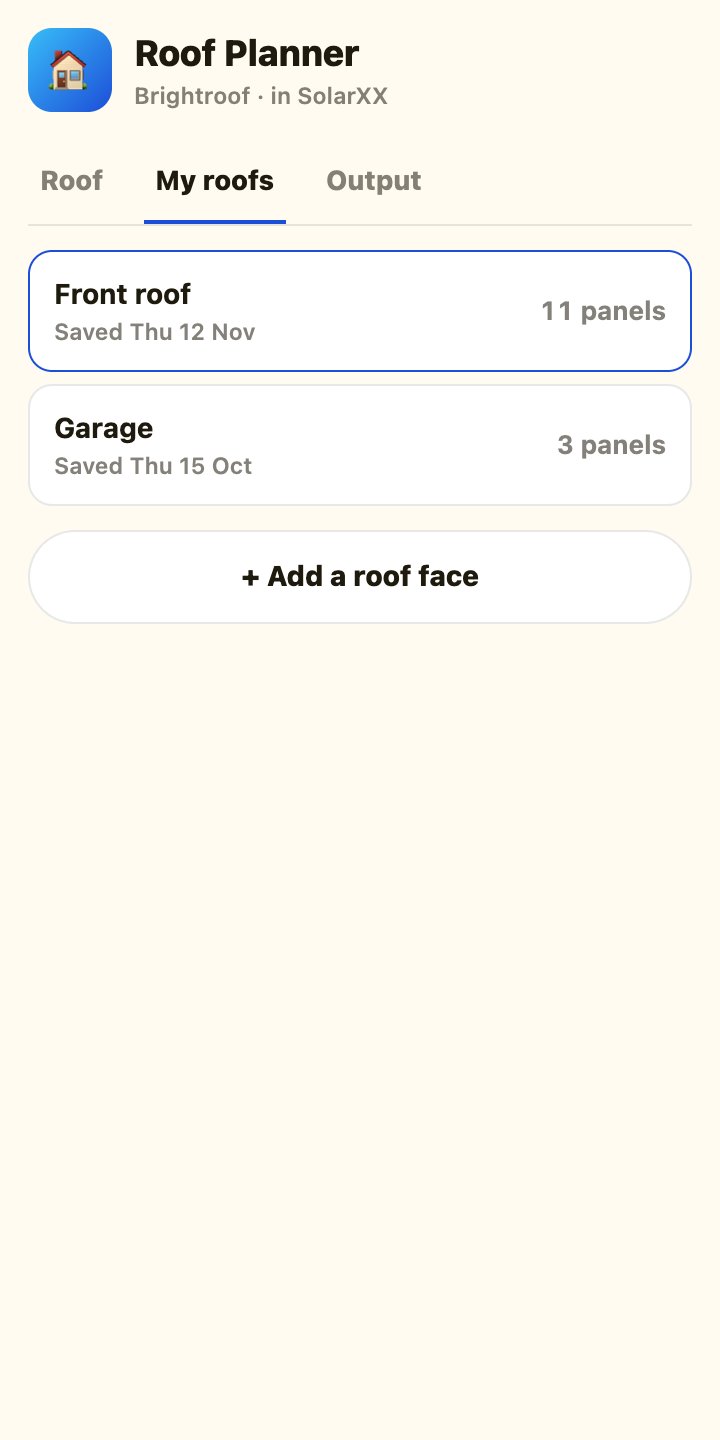 Roof Planner
Brightroof · in SolarXX
Roof
My roofs
Output
Front roof
Saved Thu 12 Nov
11 panels
Garage
Saved Thu 15 Oct
3 panels
+ Add a roof face